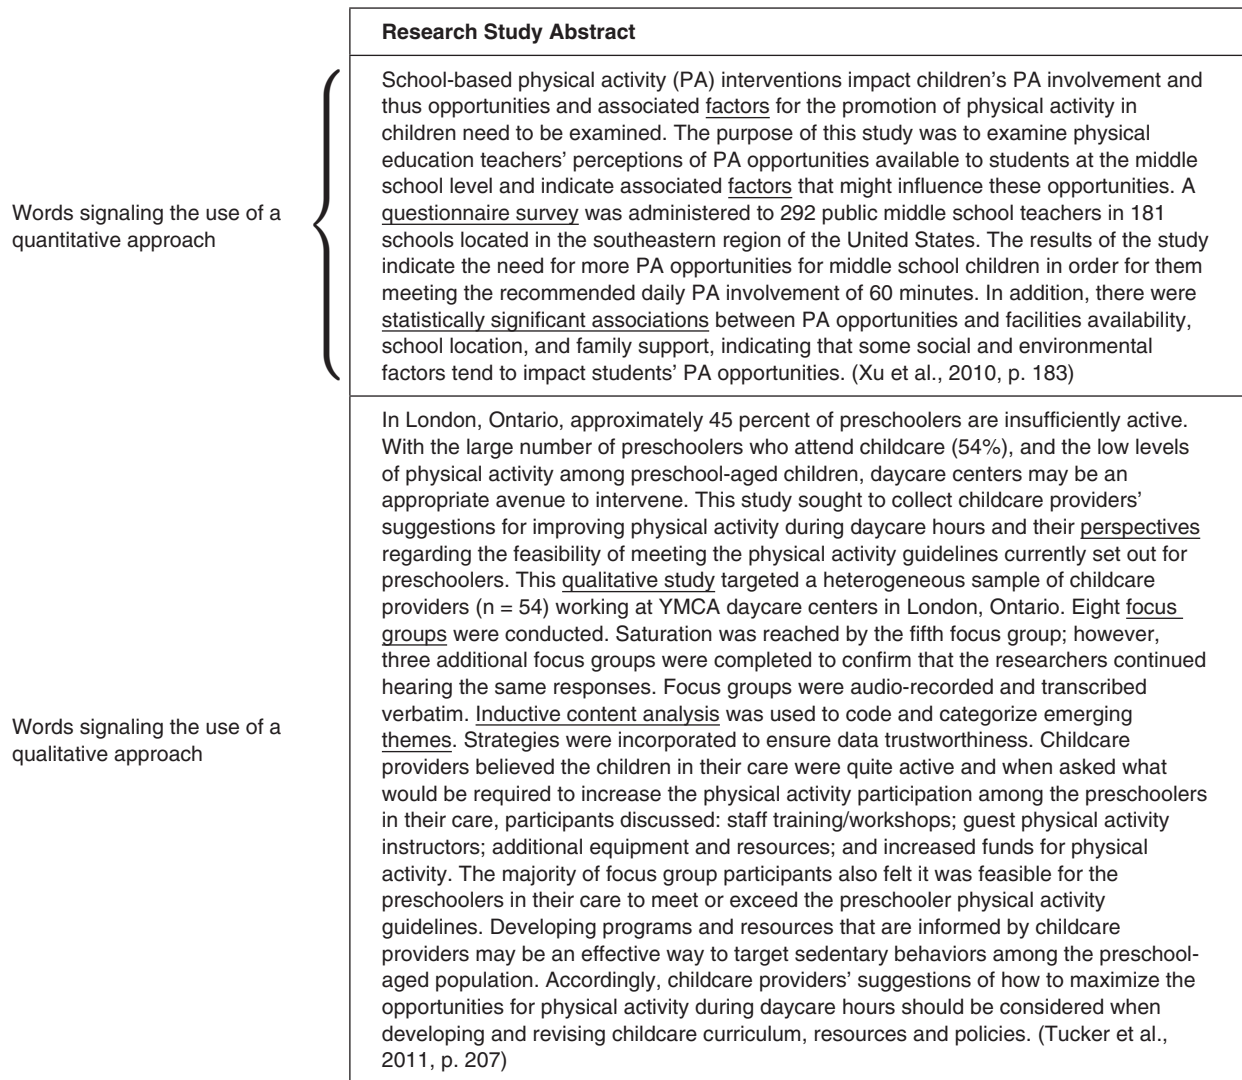 Research Study Abstract
Words signaling the use of a
quantitative approach
School-based physical activity (PA) interventions impact children’s PA involvement and
thus opportunities and associated factors for the promotion of physical activity in
children need to be examined. The purpose of this study was to examine physical
education teachers’ perceptions of PA opportunities available to students at the middle
school level and indicate associated factors that might influence these opportunities. A
questionnaire survey was administered to 292 public middle school teachers in 181
schools located in the southeastern region of the United States. The results of the study
indicate the need for more PA opportunities for middle school children in order for them
meeting the recommended daily PA involvement of 60 minutes. In addition, there were
statistically significant associations between PA opportunities and facilities availability,
school location, and family support, indicating that some social and environmental
factors tend to impact students’ PA opportunities. (Xu et al., 2010, p. 183)
Words signaling the use of a
qualitative approach
In London, Ontario, approximately 45 percent of preschoolers are insufficiently active.
With the large number of preschoolers who attend childcare (54%), and the low levels
of physical activity among preschool-aged children, daycare centers may be an
appropriate avenue to intervene. This study sought to collect childcare providers’
suggestions for improving physical activity during daycare hours and their perspectives
regarding the feasibility of meeting the physical activity guidelines currently set out for
preschoolers. This qualitative study targeted a heterogeneous sample of childcare
providers (n = 54) working at YMCA daycare centers in London, Ontario. Eight focus
groups were conducted. Saturation was reached by the fifth focus group; however,
three additional focus groups were completed to confirm that the researchers continued
hearing the same responses. Focus groups were audio-recorded and transcribed
verbatim. Inductive content analysis was used to code and categorize emerging
themes. Strategies were incorporated to ensure data trustworthiness. Childcare
providers believed the children in their care were quite active and when asked what
would be required to increase the physical activity participation among the preschoolers
in their care, participants discussed: staff training/workshops; guest physical activity
instructors; additional equipment and resources; and increased funds for physical
activity. The majority of focus group participants also felt it was feasible for the
preschoolers in their care to meet or exceed the preschooler physical activity
guidelines. Developing programs and resources that are informed by childcare
providers may be an effective way to target sedentary behaviors among the preschool-
aged population. Accordingly, childcare providers’ suggestions of how to maximize the
opportunities for physical activity during daycare hours should be considered when
developing and revising childcare curriculum, resources and policies. (Tucker et al.,
2011, p. 207)